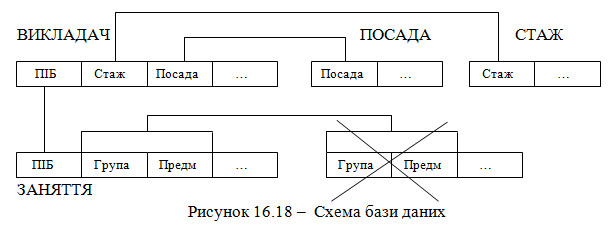 ВИКЛАДАЧ ПОСАДА СТАЖ
ПІБ Стаж Посада ... Посада ... Стаж ...
ПІБ Група Предм ... Група Предм ...
ЗАНЯТТЯ
Рисунок 16.18 – Схема бази даних